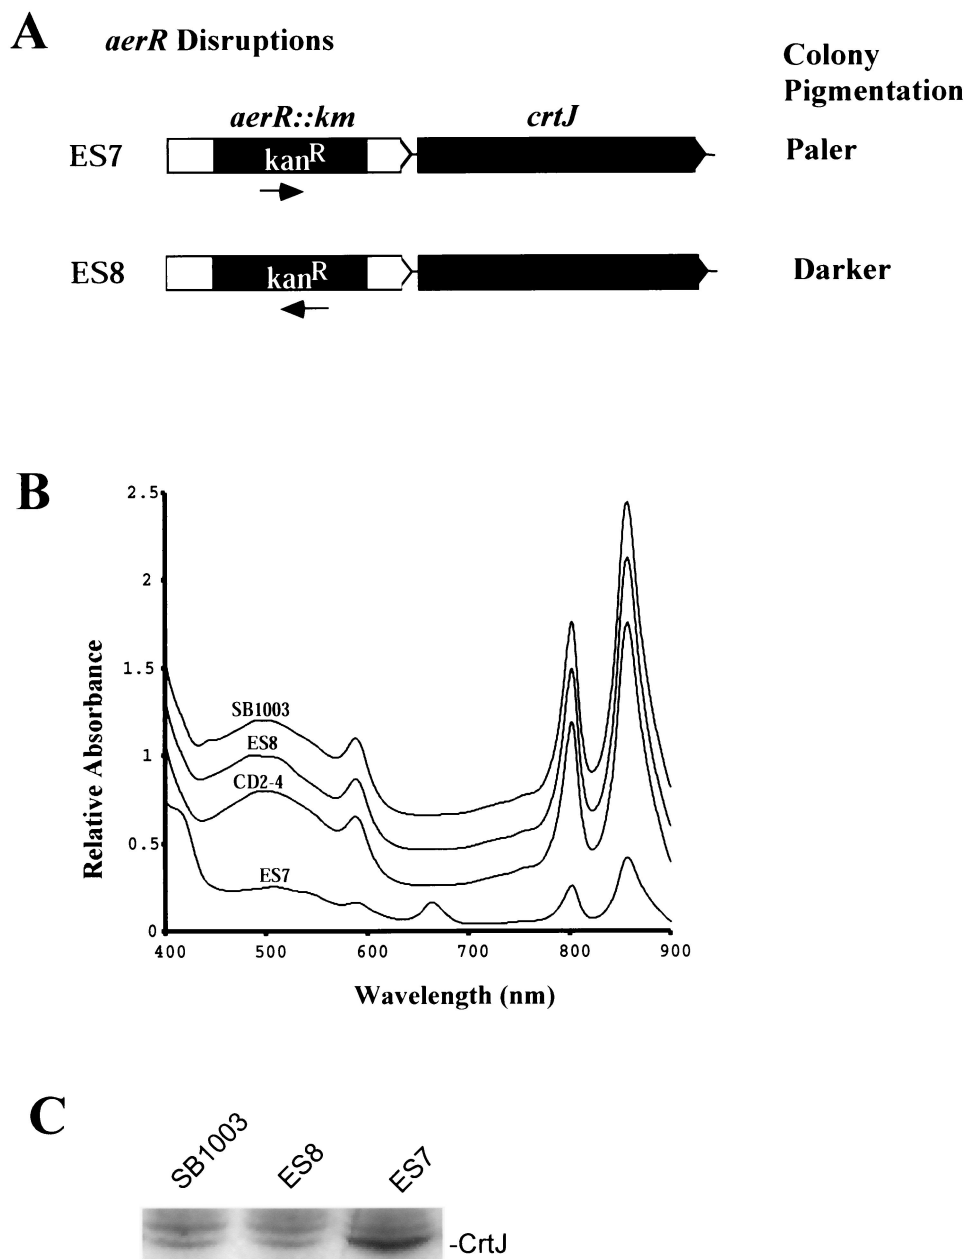 A
aerR Disruptions
Colony
Pigmentation
aerR::km
crtJ
ES7
kanR
Paler
ES8
kanR
Darker
B
2.5
2
1.5
1
0.5
0
Relative Absorbance
SB1003
ES8
CD2-4
ES7
400 500 600 700 800 900
Wavelength (nm)
C
SB1003
ES8
ES7
-CrtJ